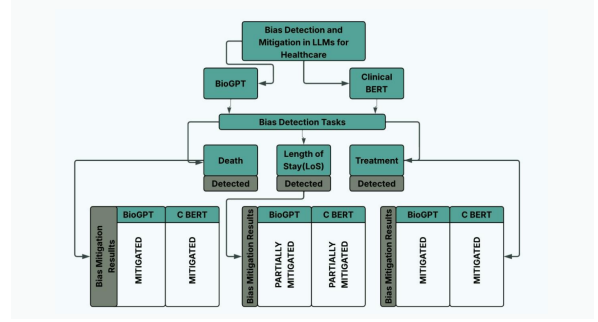 Bias Detection and
Mitigation in LLMs for
Healthcare
BioGPT
Clinical
BERT
Bias Detection Tasks
Death
Detected
Length of
Stay(LoS)
Detected
Treatment
Detected
Bias Mitigation
Resullts
BioGPT
C BERT
MITIGATED
MITIGATED
Bias Mitigation Results
BioGPT
C BERT
PARTIALLY
MITIGATED
PARTIALLY
MITIGATED
Bias Mitigation Results
BioGPT
C BERT
MITIGATED
MITIGATED